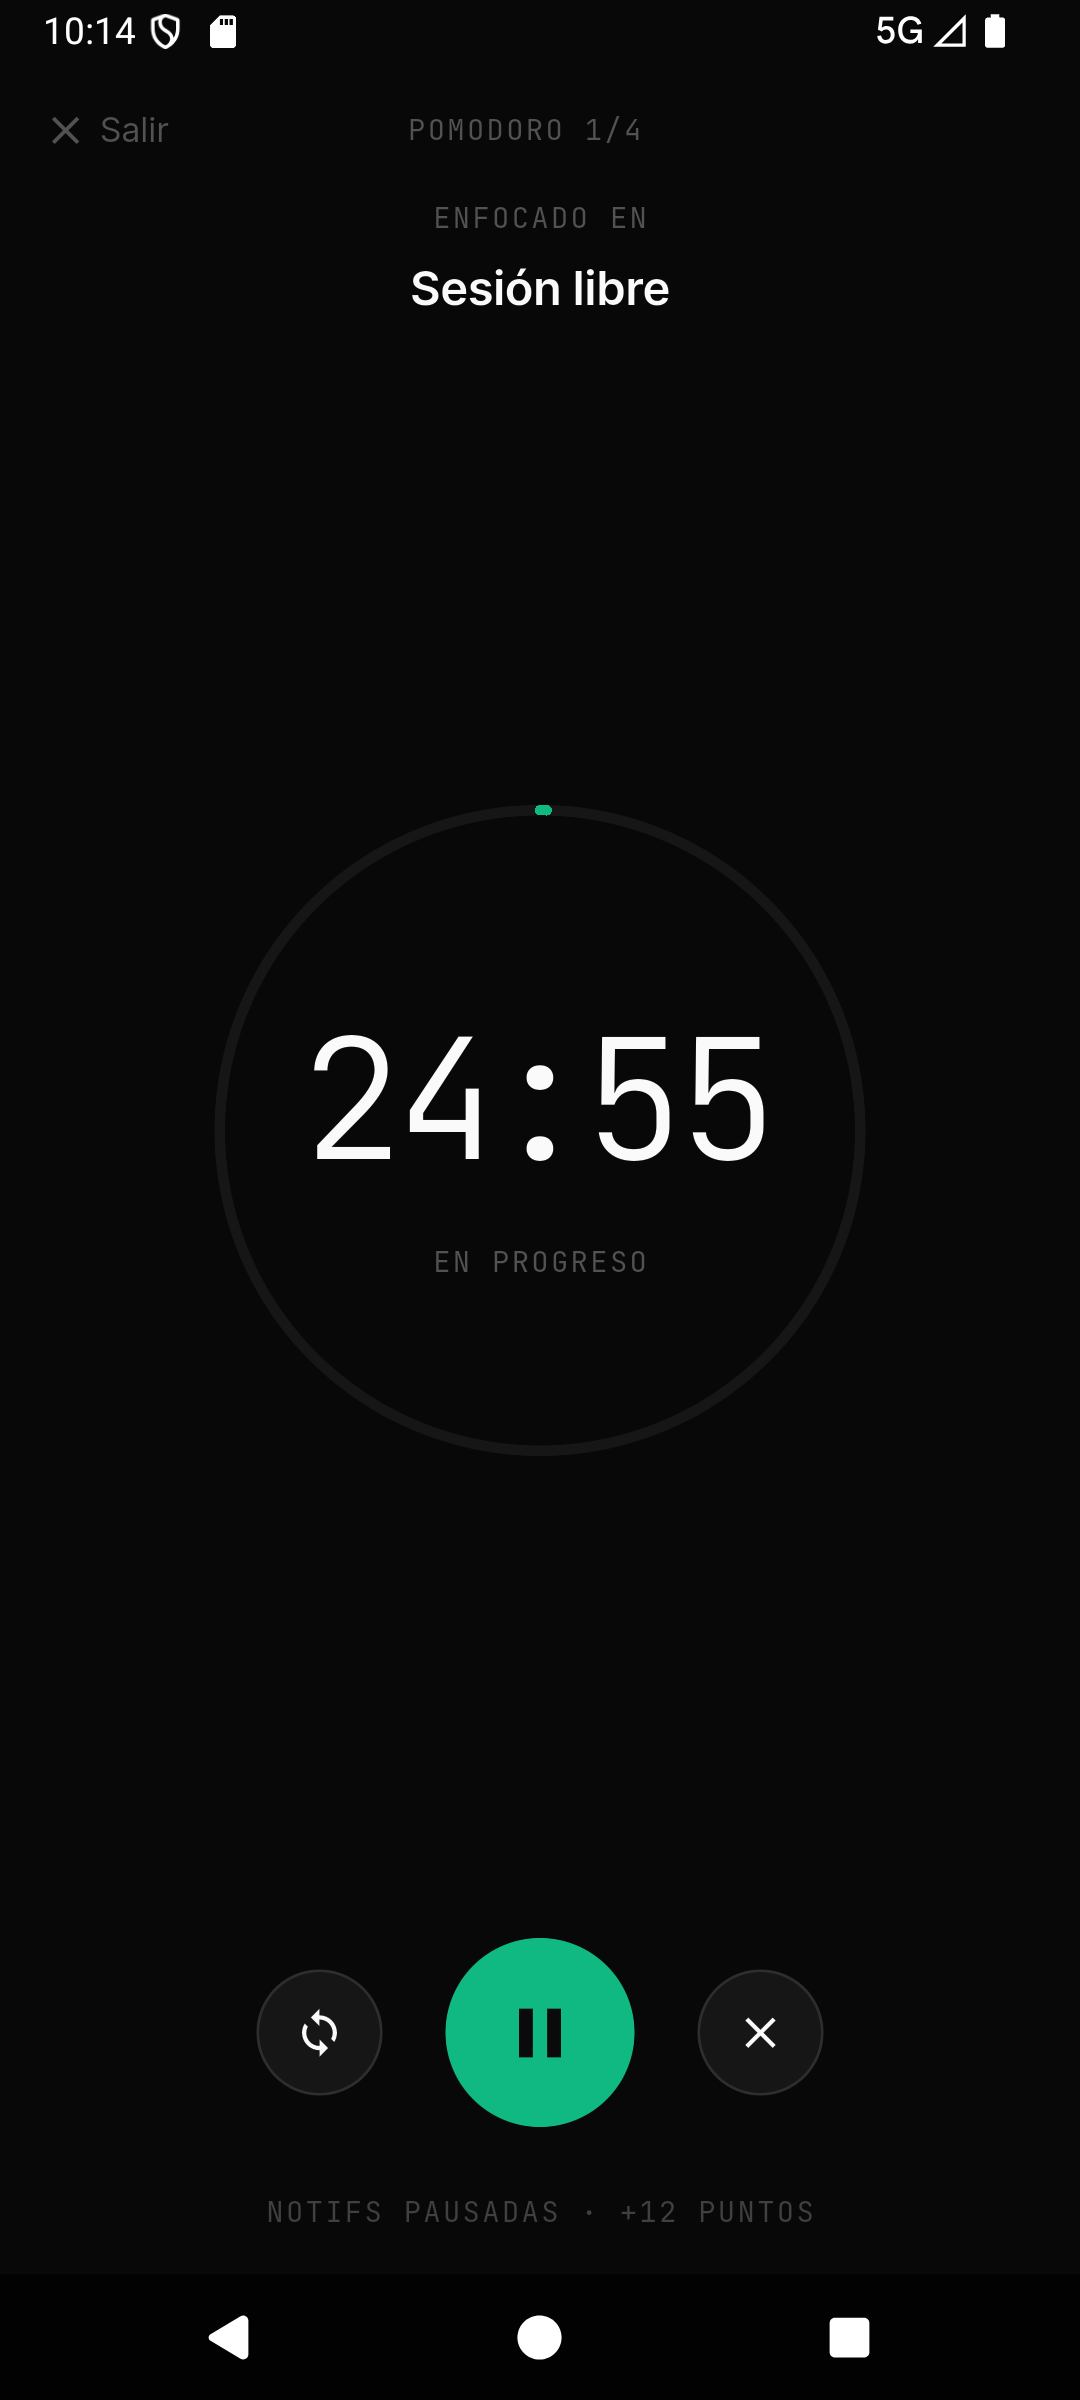 10:14 5G
Salir POMODORO 1/4
ENFOCADO EN
Sesión libre
24:55
EN PROGRESO
NOTIFS PAUSADAS · +12 PUNTOS